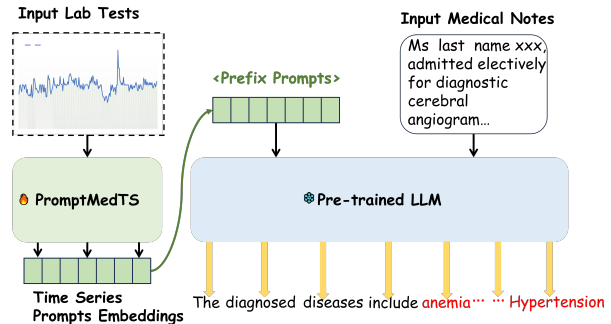 Input Lab Tests
Input Medical Notes
Ms last name xxx,
admitted electively
for diagnostic
cerebral
angiogram…
<Prefix Prompts>
PromptMedTS
Pre-trained LLM
Time Series
Prompts Embeddings
The diagnosed diseases include anemia… … Hypertension